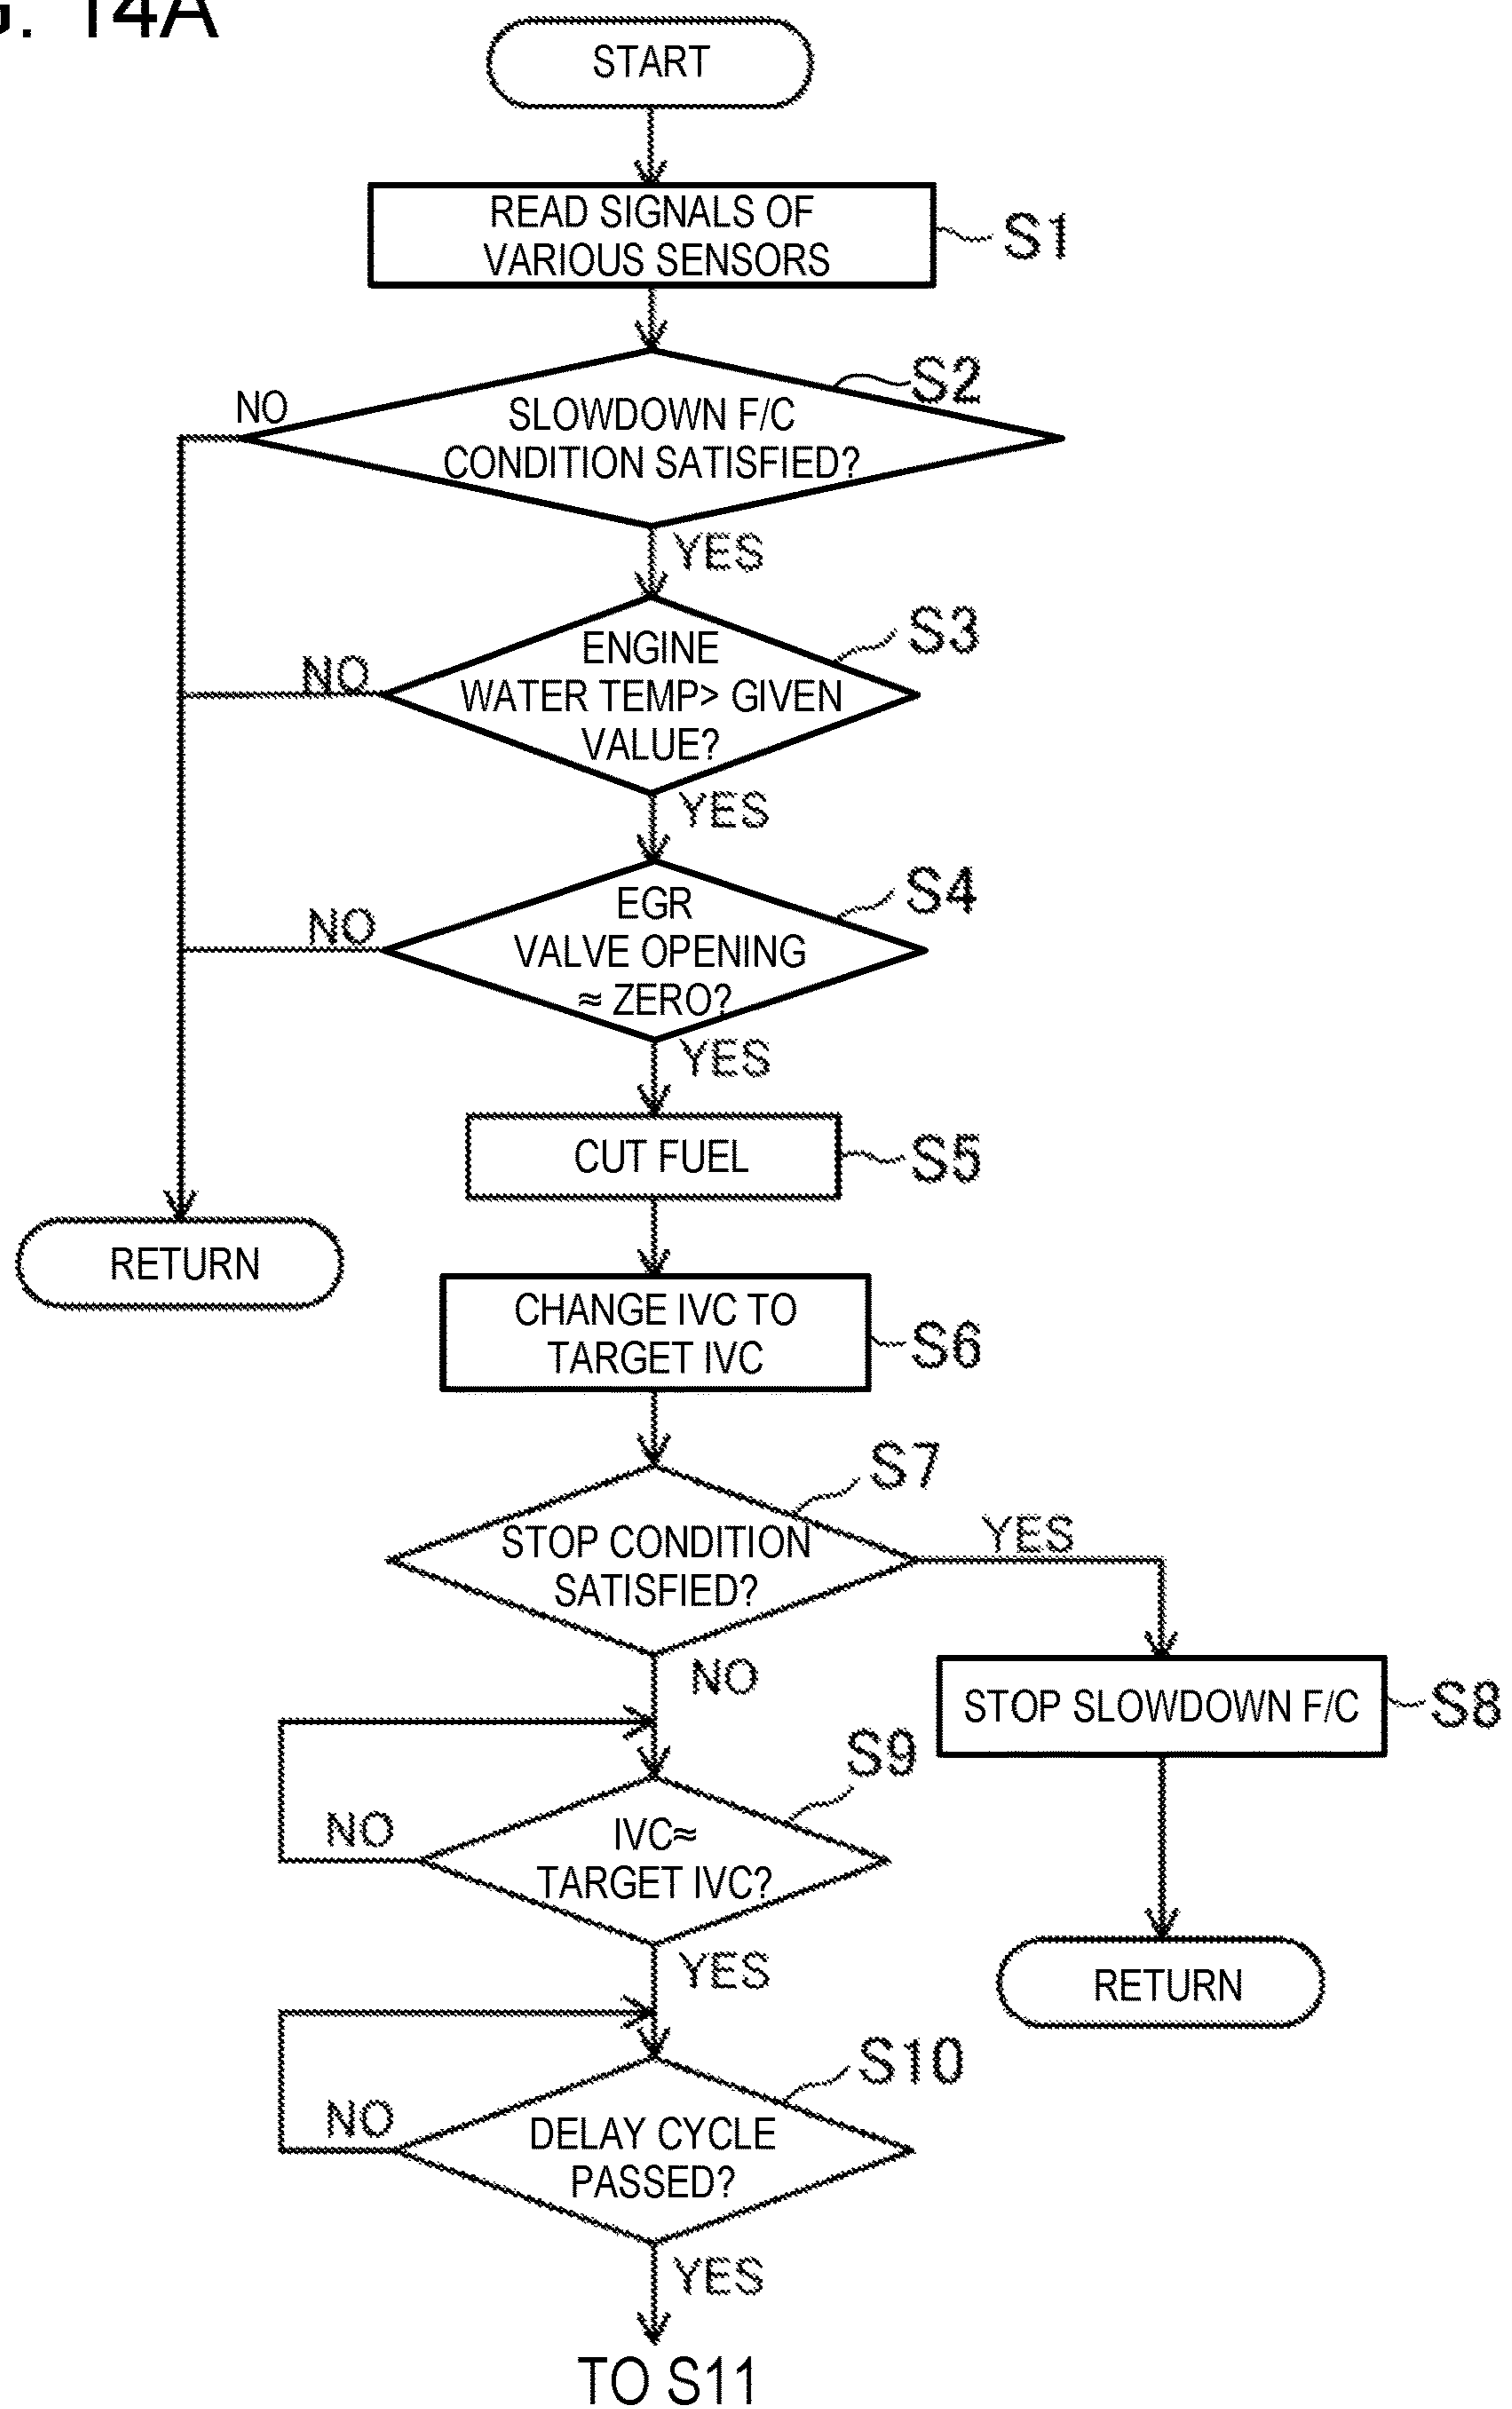 G. 14A
START
READ SIGNALS OF
VARIOUS SENSORS
S1
S2
NO
SLOWDOWN F/C
CONDITION SATISFIED?
YES
S3
ENGINE
NO
WATER TEMP> GIVEN
VALUE?
YES
S4
EGR
NO
VALVE OPENING
≈ ZERO?
YES
CUT FUEL
S5
RETURN
CHANGE IVC TO
TARGET IVC
S6
S7
STOP CONDITION
SATISFIED?
YES
NO
STOP SLOWDOWN F/C
S8
S9
NO
IVC≈
TARGET IVC?
YES
RETURN
S10
NO
DELAY CYCLE
PASSED?
YES
TO S11